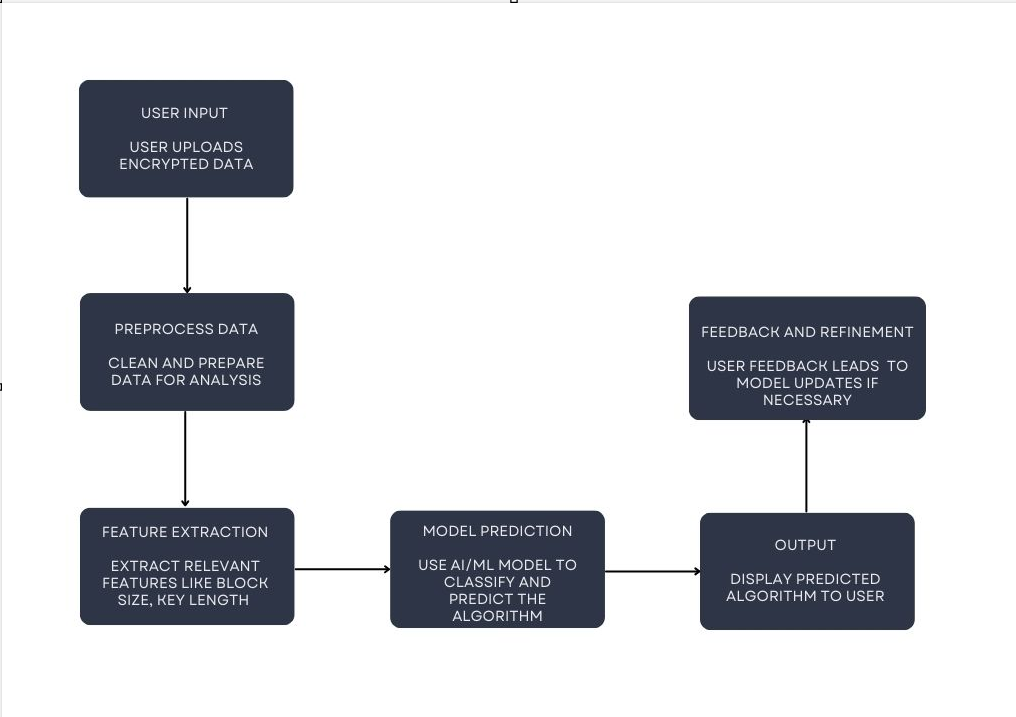 USER INPUT
USER UPLOADS
ENCRYPTED DATA
PREPROCESS DATA
CLEAN AND PREPARE
DATA FOR ANALYSIS
FEATURE EXTRACTION
EXTRACT RELEVANT
FEATURES LIKE BLOCK
SIZE, KEY LENGTH
MODEL PREDICTION
USE AI/ML MODEL TO
CLASSIFY AND
PREDICT THE
ALGORITHM
OUTPUT
DISPLAY PREDICTED
ALGORITHM TO USER
FEEDBACK AND REFINEMENT
USER FEEDBACK LEADS TO
MODEL UPDATES IF
NECESSARY